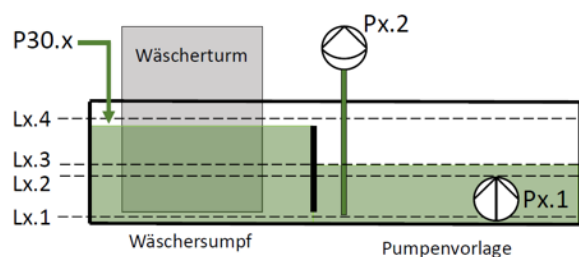 P30.x
Wäscherturm
Px.2
Lx.4
Lx.3
Lx.2
Px.1
Lx.1
Wäschersumpf
Pumpenvorlage